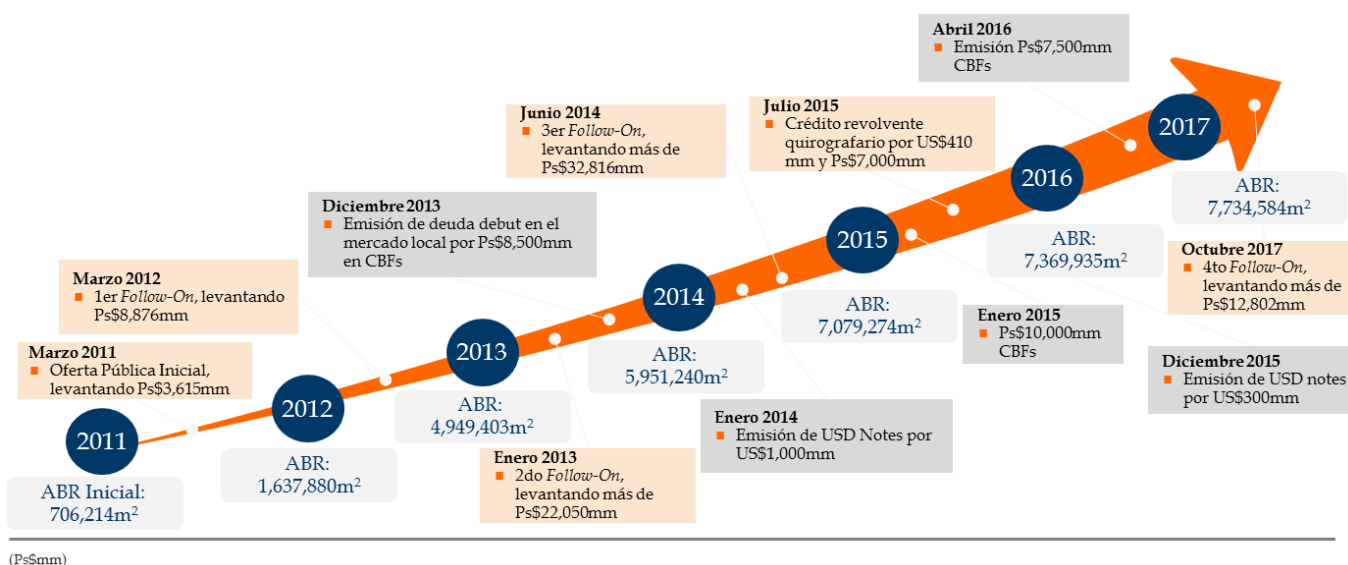 Abril 2016
▪ Emisión Ps$7,500mm
CBFs
Junio 2014
▪ 3er Follow-On,
levantando más de
Ps$32,816mm
Julio 2015
▪ Crédito revolvente
quirografario por US$410
mm y Ps$7,000mm
Diciembre 2013
▪ Emisión de deuda debut en el
mercado local por Ps$8,500mm
en CBFs
Marzo 2012
▪ 1er Follow-On, levantando
Ps$8,876mm
Marzo 2011
▪ Oferta Pública Inicial,
levantando Ps$3,615mm
2011
2012
2013
2014
2015
2016
2017
ABR Inicial:
706,214m²
ABR:
1,637,880m²
ABR:
4,949,403m²
ABR:
5,951,240m²
ABR:
7,079,274m²
ABR:
7,369,935m²
ABR:
7,734,584m²
Enero 2013
▪ 2do Follow-On,
levantando más de
Ps$22,050mm
Enero 2014
▪ Emisión de USD Notes por
US$1,000mm
Enero 2015
▪ Ps$10,000mm
CBFs
Diciembre 2015
▪ Emisión de USD notes
por US$300mm
Octubre 2017
▪ 4to Follow-On,
levantando más de
Ps$12,802mm
(Ps$mm)